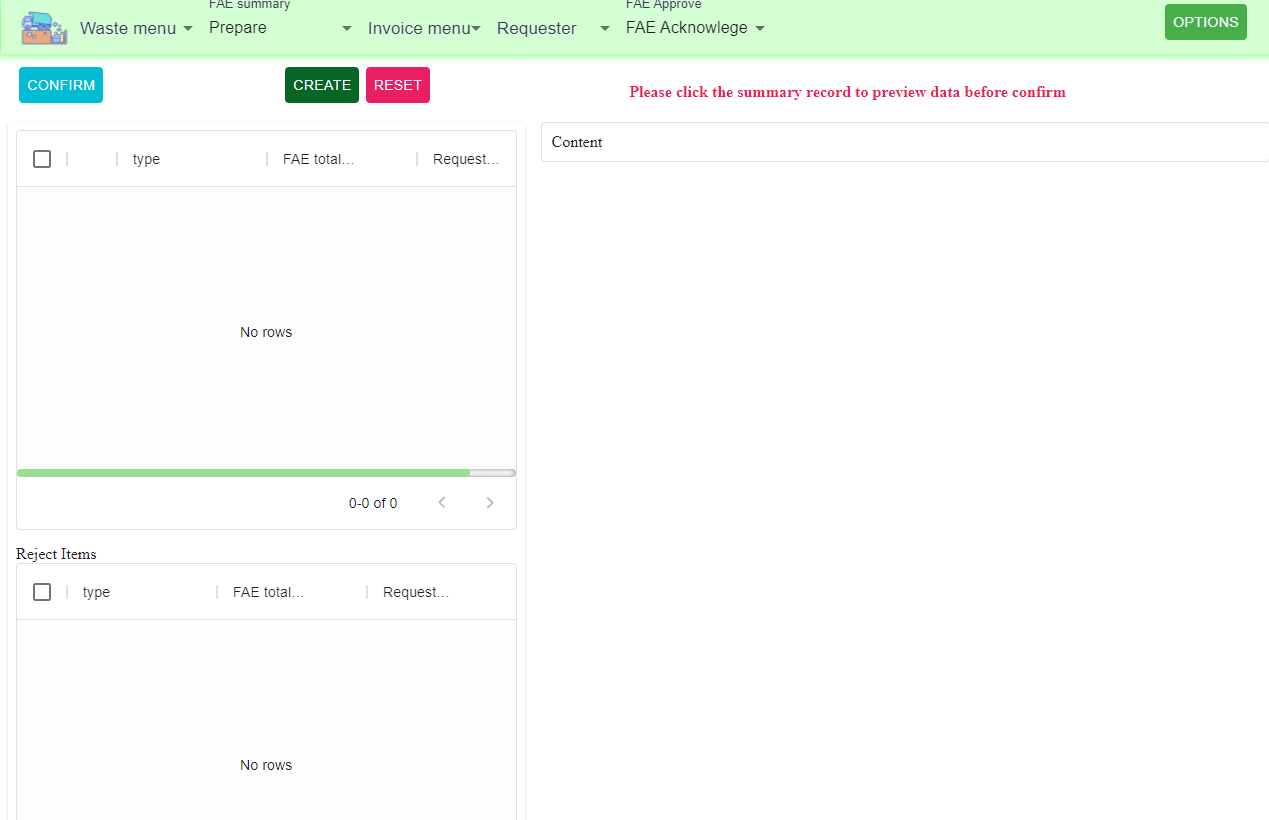 FAE summary
FAE Approve
Waste menu
Prepare
Invoice menu
Requester
FAE Acknowlege
OPTIONS
CONFIRM
CREATE
RESET
Please click the summary record to preview data before confirm
type
FAE total...
Request...
Content
No rows
0-0 of 0
Reject Items
type
FAE total...
Request...
No rows